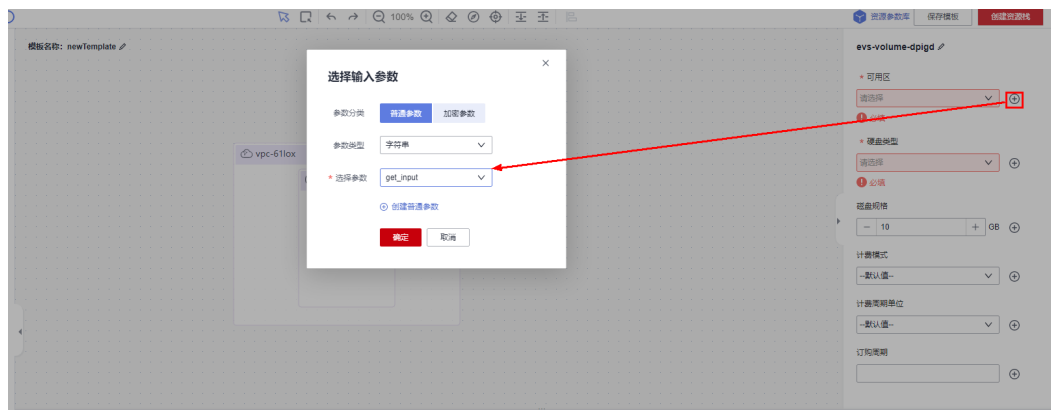 100%
资源参数库
保存模板
创建资源栈
模板名称：newTemplate
evs-volume-dpigd
选择输入参数
* 可用区
请选择
必填
参数分类
普通参数
加密参数
* 硬盘类型
参数类型
字符串
vpc-61lox
请选择
* 选择参数
get_input
必填
创建普通参数
磁盘规格
确定
取消
10
GB
计费模式
--默认值--
计费周期单位
--默认值--
订购周期